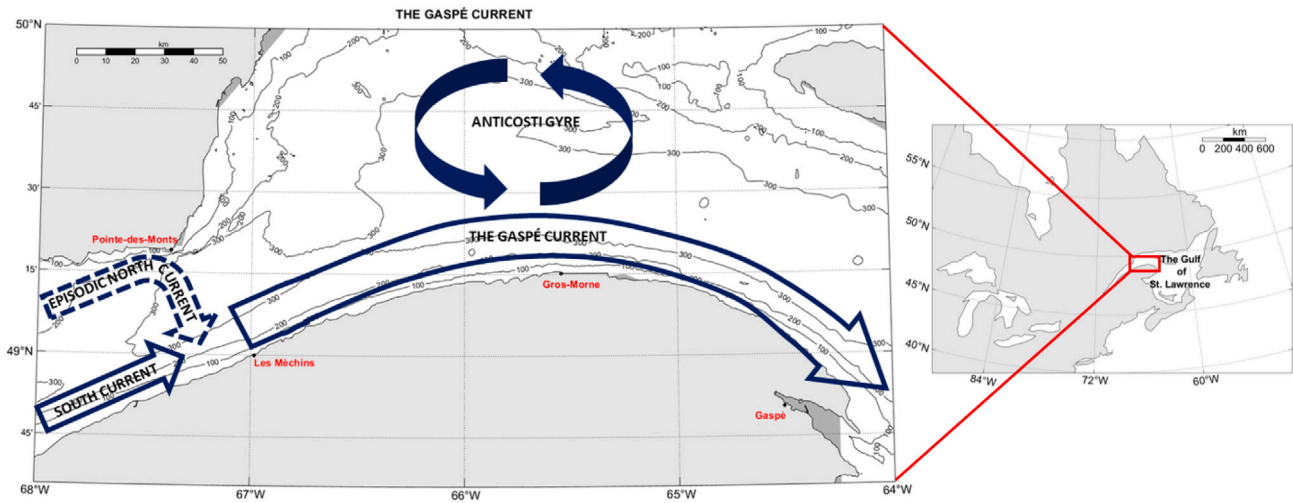 THE GASPÉ CURRENT
50°N
km
0 10 20 30 40 50
100
200
300
ANTICOSTI GYRE
45'
30'
THE GASPÉ CURRENT
Pointe-des-Monts
15'
EPISODIC NORTH
CURRENT
Gros-Morne
49°N
Les Mèchins
SOUTH CURRENT
Gaspè
45'
68°W
67°W
66°W
65°W
64°W
km
0 200 400 600
55°N
50°N
45°N
40°N
The Gulf
of
St. Lawrence
84°W
72°W
60°W